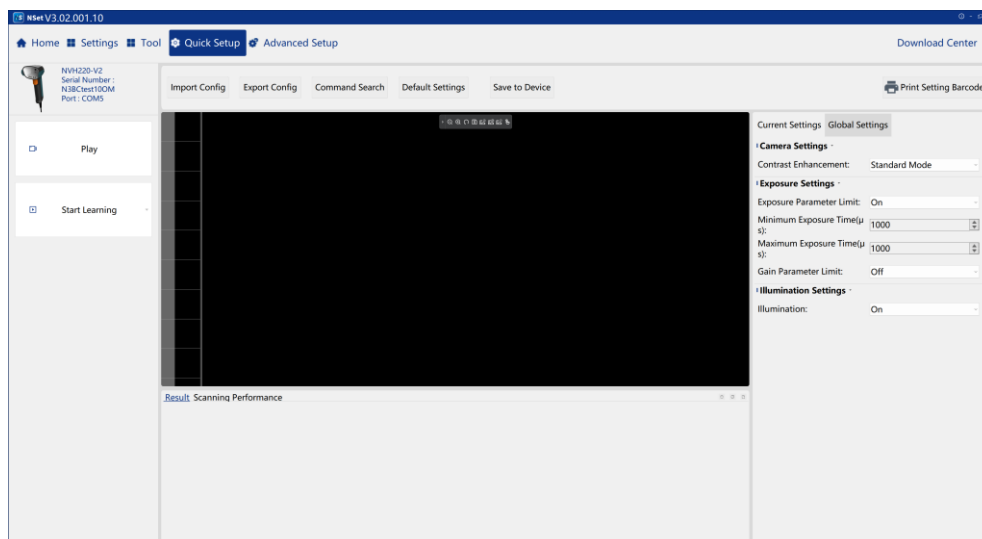 NSet V3.02.001.10
Home Settings Tool Quick Setup Advanced Setup Download Center
NVH220-V2
Serial Number :
N38Ctest10OM
Port : COM5
Import Config Export Config Command Search Default Settings Save to Device Print Setting Barcode
Play
Start Learning
Current Settings Global Settings
Camera Settings
Contrast Enhancement: Standard Mode
Exposure Settings
Exposure Parameter Limit: On
Minimum Exposure Time(μ
s): 1000
Maximum Exposure Time(μ
s): 1000
Gain Parameter Limit: Off
Illumination Settings
Illumination: On
Result Scanning Performance